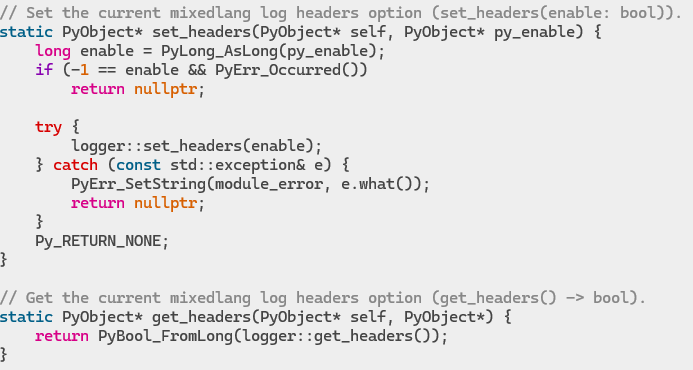 // Set the current mixedlang log headers option (set_headers(enable: bool)).
static PyObject* set_headers(PyObject* self, PyObject* py_enable) {
    long enable = PyLong_AsLong(py_enable);
    if (-1 == enable && PyErr_Occurred())
        return nullptr;

    try {
        logger::set_headers(enable);
    } catch (const std::exception& e) {
        PyErr_SetString(module_error, e.what());
        return nullptr;
    }
    Py_RETURN_NONE;
}

// Get the current mixedlang log headers option (get_headers() -> bool).
static PyObject* get_headers(PyObject* self, PyObject*) {
    return PyBool_FromLong(logger::get_headers());
}